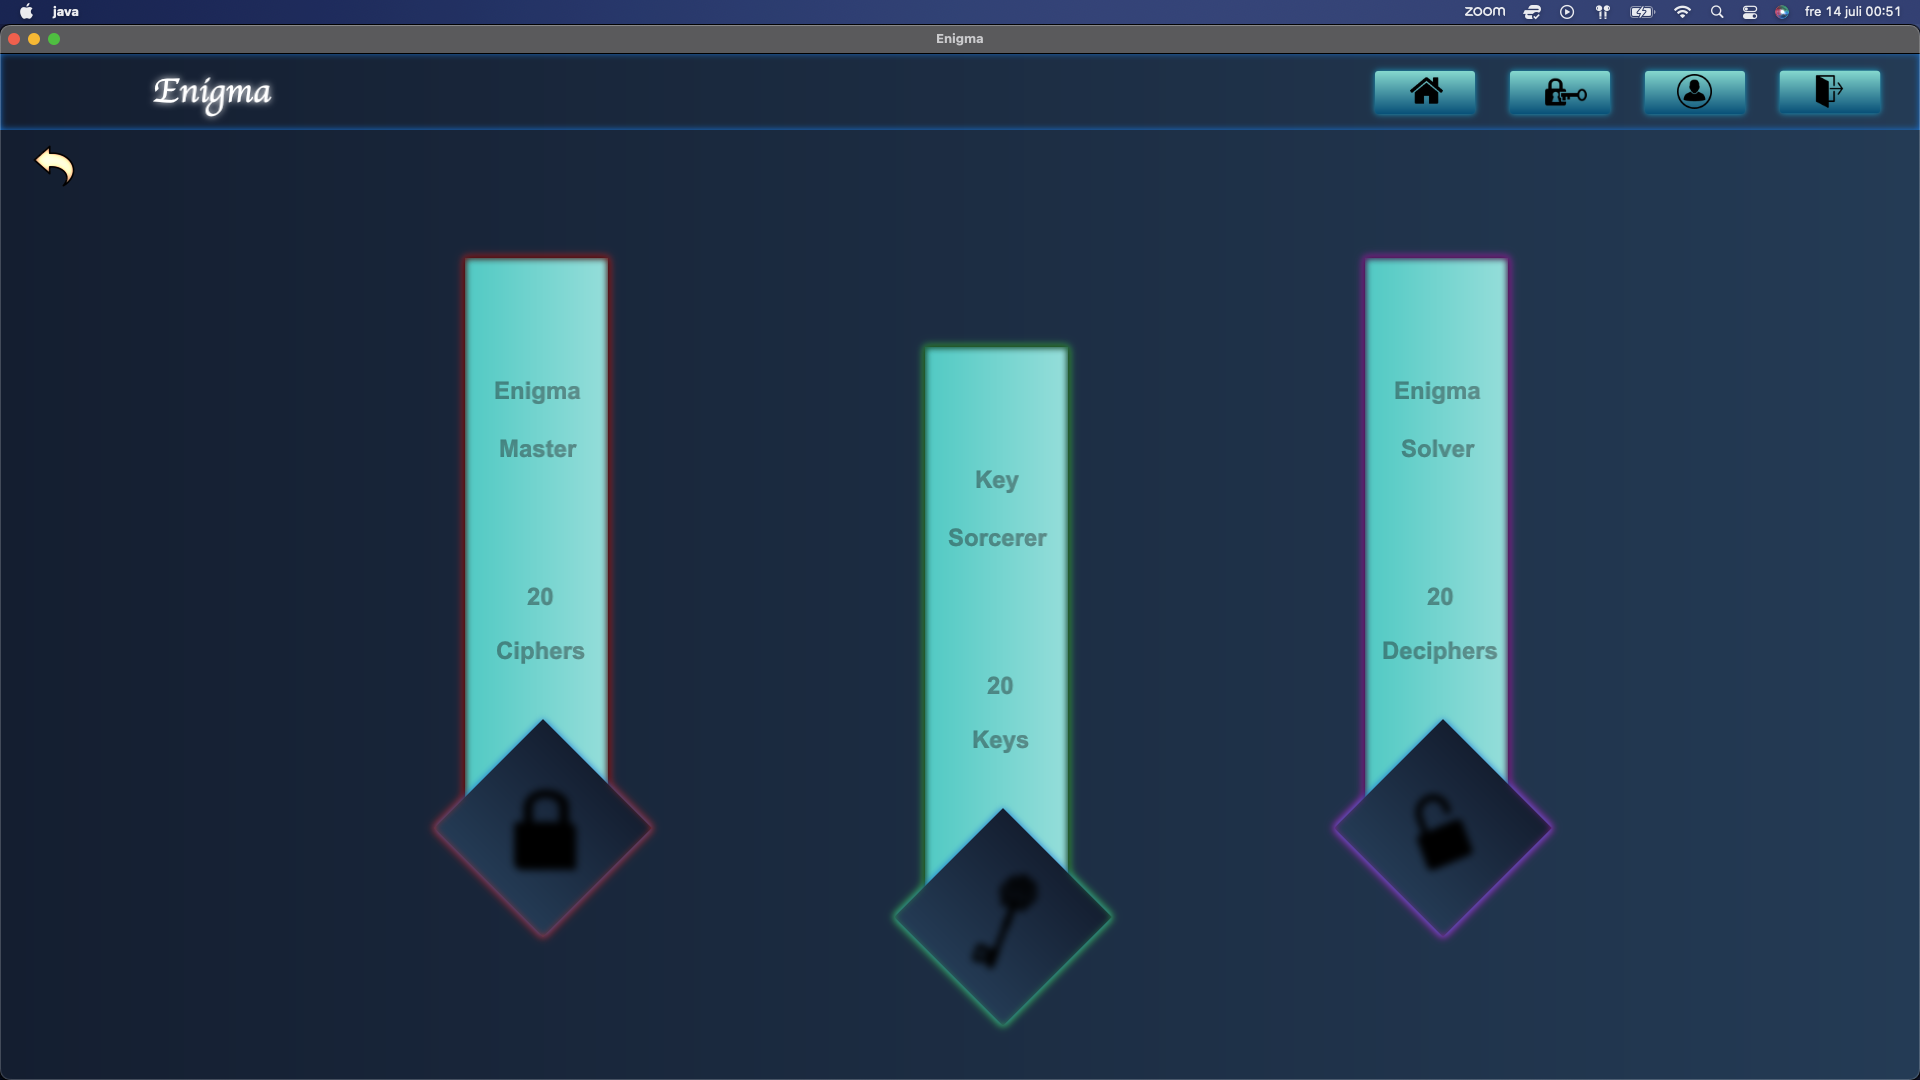 java
zoom
fre 14 juli 00:51
Enigma
Enigma
Enigma
Master
20
Ciphers
Key
Sorcerer
20
Keys
Enigma
Solver
20
Deciphers